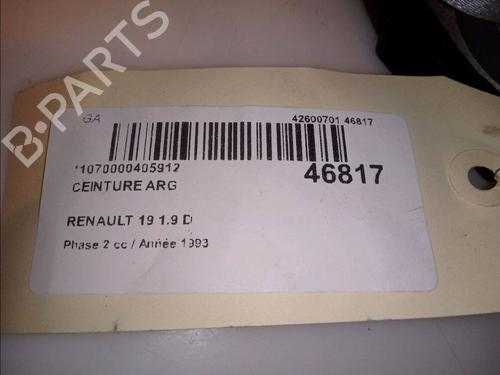 GA
42600701 46817
*1070000405912
46817
CEINTURE ARG
RENAULT 19 1.9 D
Phase 2 cc / Année 1993
B-PARTS